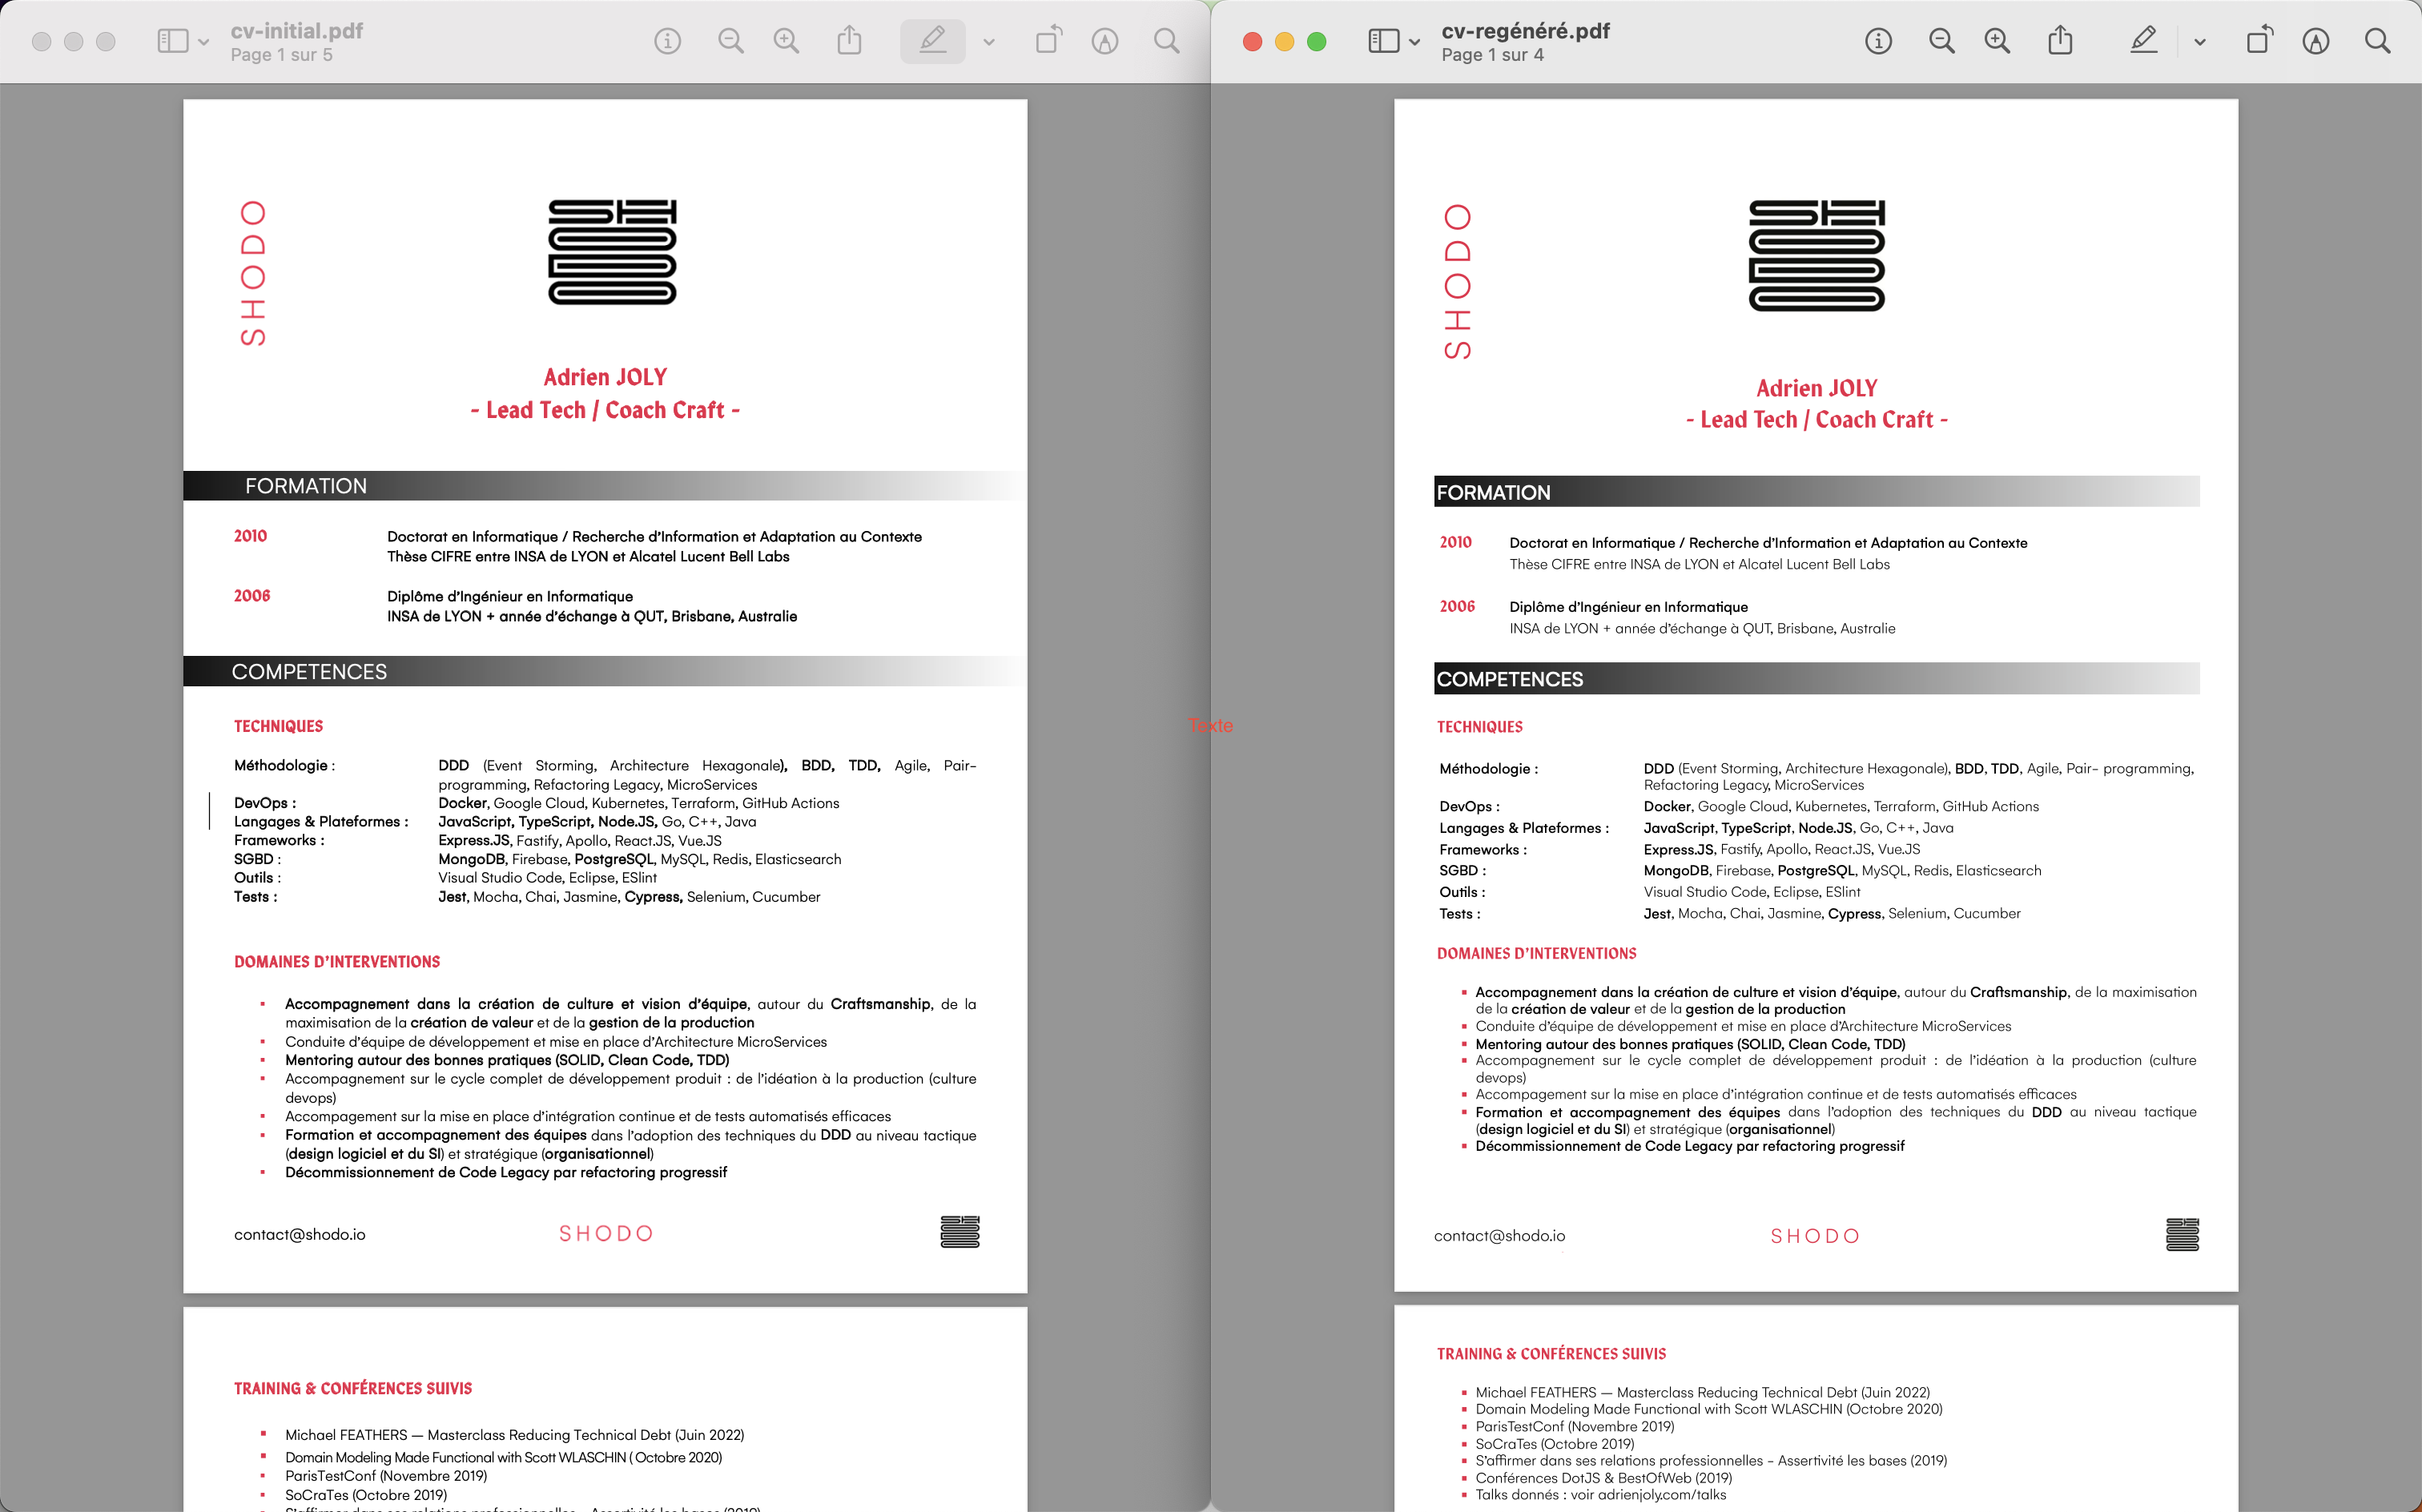 cv-initial.pdf
Page 1 sur 5
SHODO
SHODO
Adrien JOLY
- Lead Tech / Coach Craft -
FORMATION
2010 Doctorat en Informatique / Recherche d'Information et Adaptation au Contexte
Thèse CIFRE entre INSA de LYON et Alcatel Lucent Bell Labs
2006 Diplôme d'Ingénieur en Informatique
INSA de LYON + année d'échange à QUT, Brisbane, Australie
COMPETENCES
TECHNIQUES
Méthodologie : DDD (Event Storming, Architecture Hexagonale), BDD, TDD, Agile, Pair-
programming, Refactoring Legacy, MicroServices
DevOps : Docker, Google Cloud, Kubernetes, Terraform, GitHub Actions
Langages & Plateformes : JavaScript, TypeScript, Node.JS, Go, C++, Java
Frameworks : Express.JS, Fastify, Apollo, React.JS, Vue.JS
SGBD : MongoDB, Firebase, PostgreSQL, MySQL, Redis, Elasticsearch
Outils : Visual Studio Code, Eclipse, ESlint
Tests : Jest, Mocha, Chai, Jasmine, Cypress, Selenium, Cucumber
DOMAINES D'INTERVENTIONS
▪ Accompagnement dans la création de culture et vision d'équipe, autour du Craftsmanship, de la
maximisation de la création de valeur et de la gestion de la production
▪ Conduite d'équipe de développement et mise en place d'Architecture MicroServices
▪ Mentoring autour des bonnes pratiques (SOLID, Clean Code, TDD)
▪ Accompagnement sur le cycle complet de développement produit : de l'idéation à la production (culture
devops)
▪ Accompagement sur la mise en place d'intégration continue et de tests automatisés efficaces
▪ Formation et accompagnement des équipes dans l'adoption des techniques du DDD au niveau tactique
(design logiciel et du SI) et stratégique (organisationnel)
▪ Décommissionnement de Code Legacy par refactoring progressif
contact@shodo.io SHODO SHODO
TRAINING & CONFÉRENCES SUIVIS
▪ Michael FEATHERS — Masterclass Reducing Technical Debt (Juin 2022)
▪ Domain Modeling Made Functional with Scott WLASCHIN ( Octobre 2020)
▪ ParisTestConf (Novembre 2019)
▪ SoCraTes (Octobre 2019)
S'affirmer dans ses relations professionnelles - Assertivité les bases (2019)
Texte
cv-regénéré.pdf
Page 1 sur 4
SHODO
SHODO
Adrien JOLY
- Lead Tech / Coach Craft -
FORMATION
2010 Doctorat en Informatique / Recherche d'Information et Adaptation au Contexte
Thèse CIFRE entre INSA de LYON et Alcatel Lucent Bell Labs
2006 Diplôme d'Ingénieur en Informatique
INSA de LYON + année d'échange à QUT, Brisbane, Australie
COMPETENCES
TECHNIQUES
Méthodologie : DDD (Event Storming, Architecture Hexagonale), BDD, TDD, Agile, Pair- programming,
Refactoring Legacy, MicroServices
DevOps : Docker, Google Cloud, Kubernetes, Terraform, GitHub Actions
Langages & Plateformes : JavaScript, TypeScript, Node.JS, Go, C++, Java
Frameworks : Express.JS, Fastify, Apollo, React.JS, Vue.JS
SGBD : MongoDB, Firebase, PostgreSQL, MySQL, Redis, Elasticsearch
Outils : Visual Studio Code, Eclipse, ESlint
Tests : Jest, Mocha, Chai, Jasmine, Cypress, Selenium, Cucumber
DOMAINES D'INTERVENTIONS
▪ Accompagnement dans la création de culture et vision d'équipe, autour du Craftsmanship, de la maximisation
de la création de valeur et de la gestion de la production
▪ Conduite d'équipe de développement et mise en place d'Architecture MicroServices
▪ Mentoring autour des bonnes pratiques (SOLID, Clean Code, TDD)
▪ Accompagnement sur le cycle complet de développement produit : de l'idéation à la production (culture
devops)
▪ Accompagement sur la mise en place d'intégration continue et de tests automatisés efficaces
▪ Formation et accompagnement des équipes dans l'adoption des techniques du DDD au niveau tactique
(design logiciel et du SI) et stratégique (organisationnel)
▪ Décommissionnement de Code Legacy par refactoring progressif
contact@shodo.io SHODO SHODO
TRAINING & CONFÉRENCES SUIVIS
▪ Michael FEATHERS — Masterclass Reducing Technical Debt (Juin 2022)
▪ Domain Modeling Made Functional with Scott WLASCHIN (Octobre 2020)
▪ ParisTestConf (Novembre 2019)
▪ SoCraTes (Octobre 2019)
▪ S'affirmer dans ses relations professionnelles - Assertivité les bases (2019)
▪ Conférences DotJS & BestOfWeb (2019)
▪ Talks donnés : voir adrienjoly.com/talks